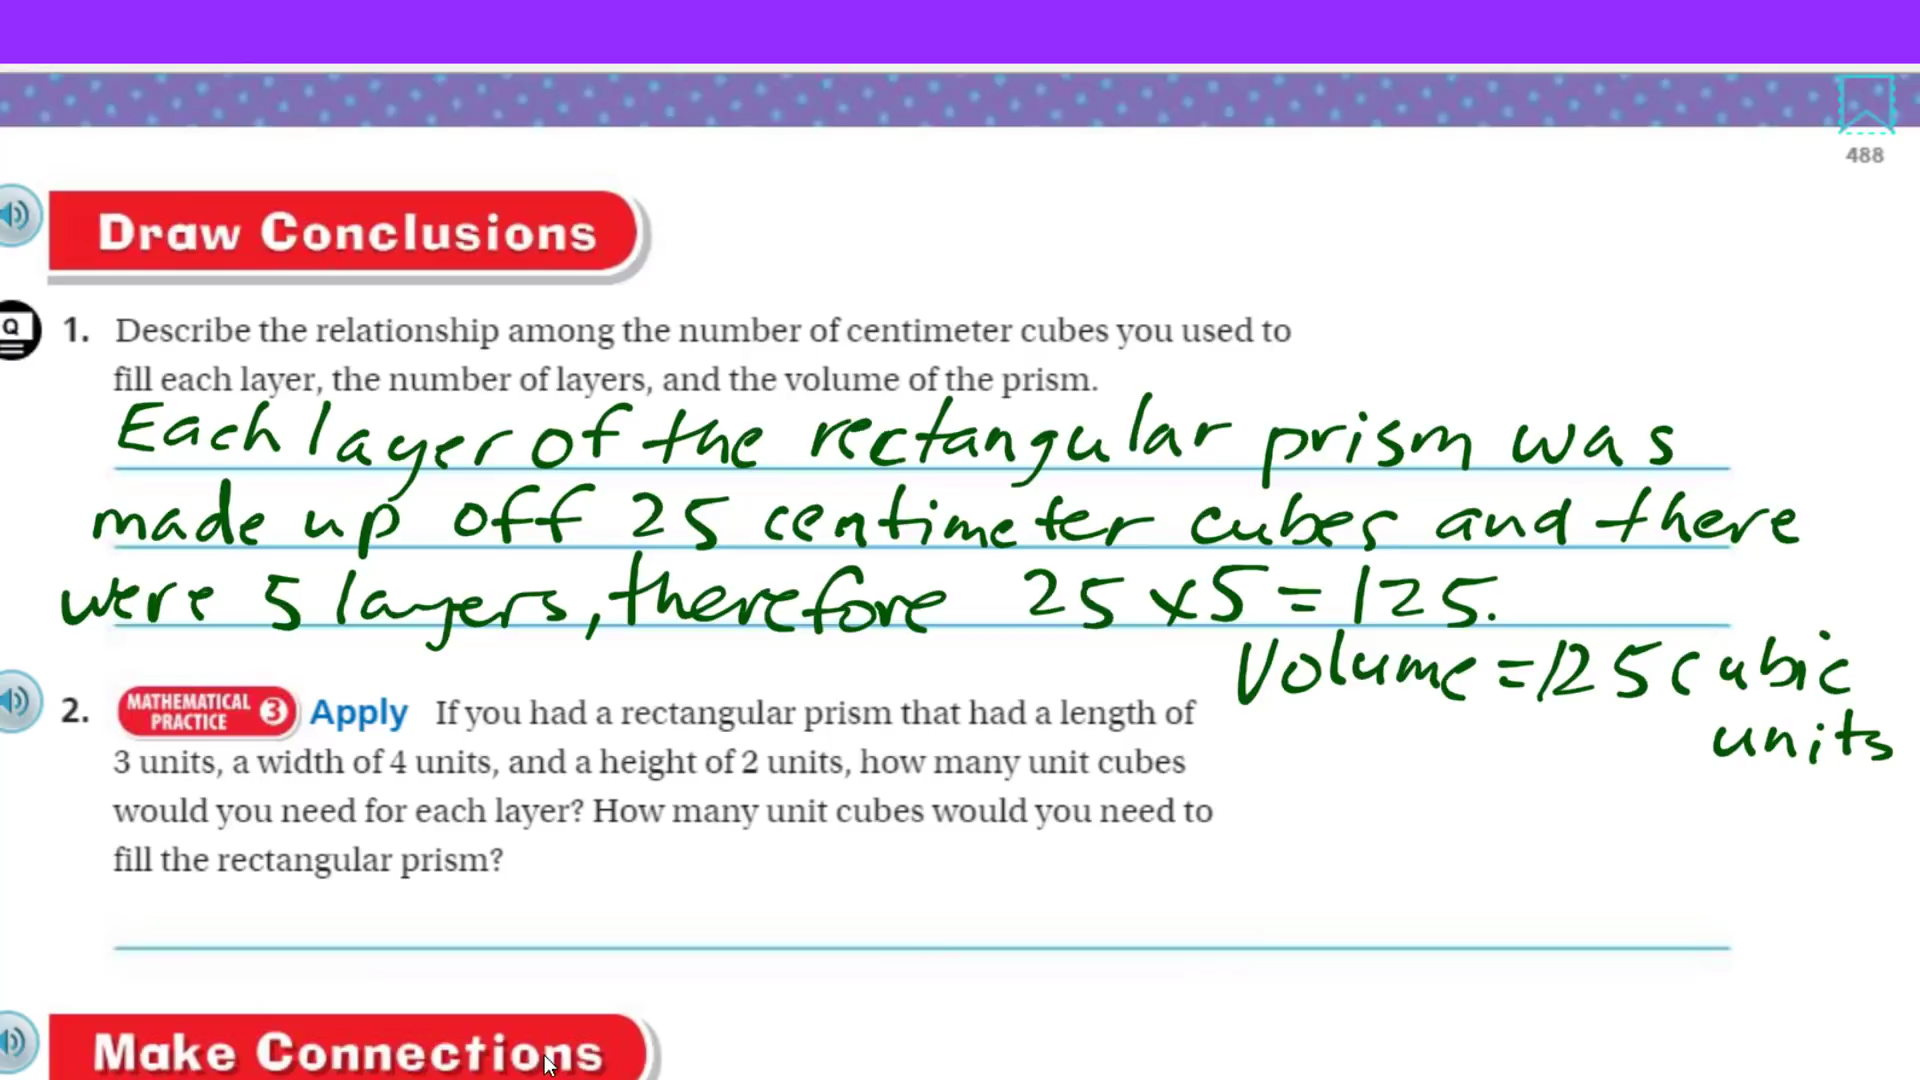 488
Draw Conclusions
Q
1. Describe the relationship among the number of centimeter cubes you used to
fill each layer, the number of layers, and the volume of the prism.
Each layer of the rectangular prism was
made up off 25 centimeter cubes and there
were 5 layers, therefore 25 x 5 = 125.
Volume = 125 cubic
units
2. MATHEMATICAL PRACTICE 3 Apply If you had a rectangular prism that had a length of
3 units, a width of 4 units, and a height of 2 units, how many unit cubes
would you need for each layer? How many unit cubes would you need to
fill the rectangular prism?
Make Connections